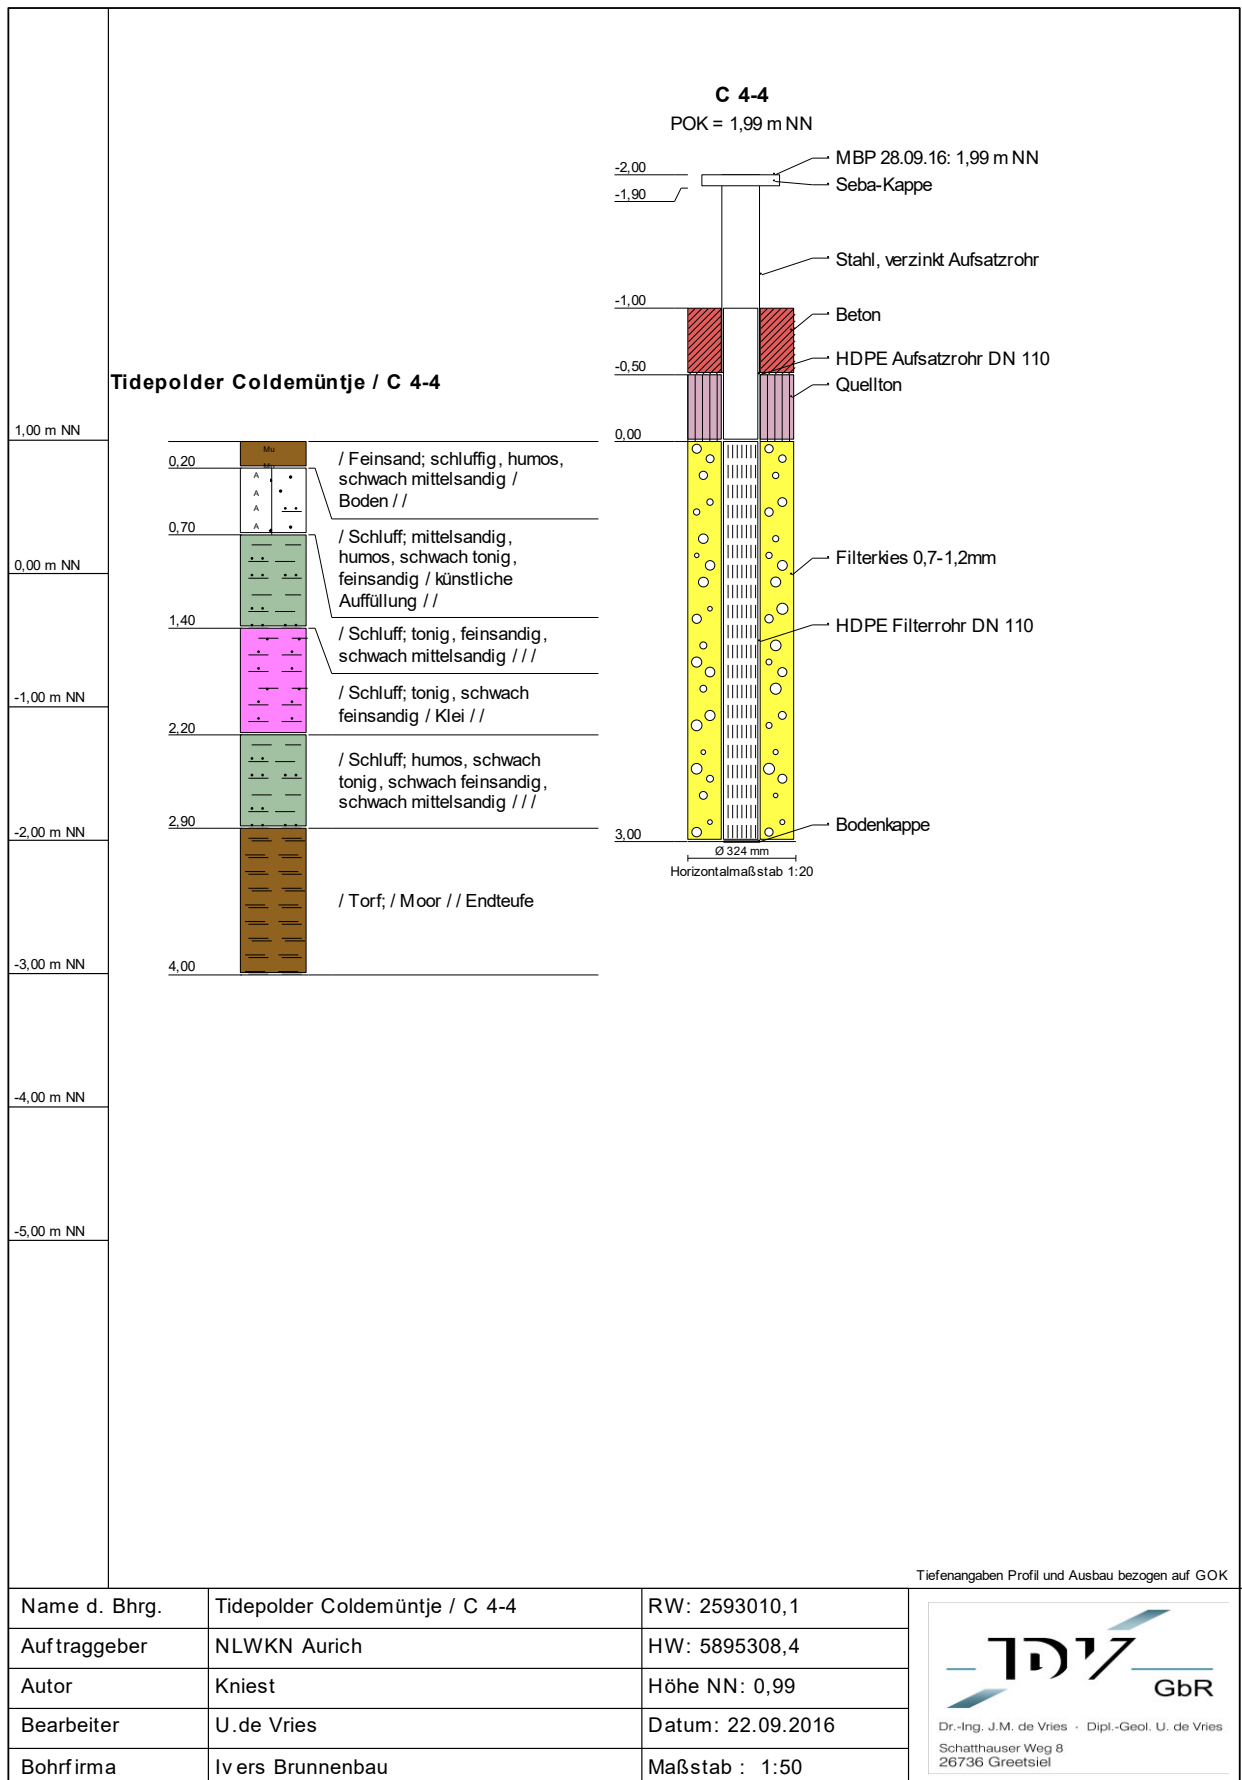 C 4-4
POK = 1,99 m NN
-2,00
MBP 28.09.16: 1,99 m NN
-1,90
Seba-Kappe
Stahl, verzinkt Aufsatzrohr
-1,00
Beton
-0,50
HDPE Aufsatzrohr DN 110
Quellton
0,00
Filterkies 0,7-1,2mm
HDPE Filterrohr DN 110
3,00
Bodenkappe
Ø 324 mm
Horizontalmaßstab 1:20
Tidepolder Coldemüntje / C 4-4
1,00 m NN
0,00 m NN
-1,00 m NN
-2,00 m NN
-3,00 m NN
-4,00 m NN
-5,00 m NN
Mu
Mu
A
A
A
A
0,20
/ Feinsand; schluffig, humos,
schwach mittelsandig /
Boden / /
0,70
/ Schluff; mittelsandig,
humos, schwach tonig,
feinsandig / künstliche
Auffüllung / /
1,40
/ Schluff; tonig, feinsandig,
schwach mittelsandig / / /
2,20
/ Schluff; tonig, schwach
feinsandig / Klei / /
2,90
/ Schluff; humos, schwach
tonig, schwach feinsandig,
schwach mittelsandig / / /
4,00
/ Torf; / Moor / / Endteufe
Tiefenangaben Profil und Ausbau bezogen auf GOK
Name d. Bhrg. Tidepolder Coldemüntje / C 4-4 RW: 2593010,1
Auftraggeber NLWKN Aurich HW: 5895308,4
Autor Kniest Höhe NN: 0,99
Bearbeiter U.de Vries Datum: 22.09.2016
Bohrfirma Ivers Brunnenbau Maßstab : 1:50
JDV
GbR
Dr.-Ing. J.M. de Vries · Dipl.-Geol. U. de Vries
Schatthauser Weg 8
26736 Greetsiel